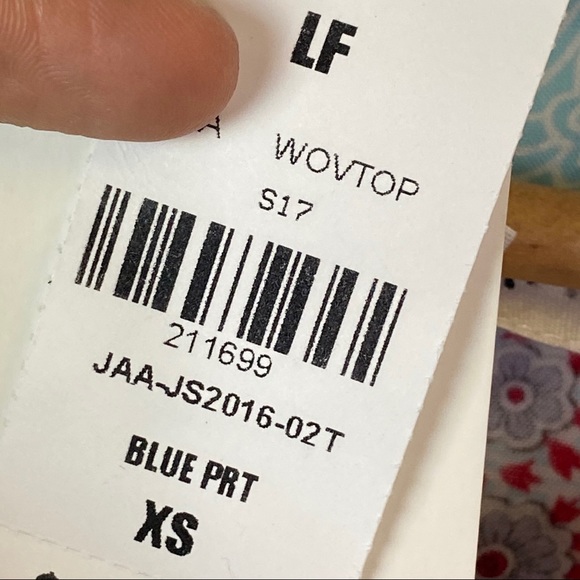 LF
A WOVTOP
S17
211699
JAA-JS2016-02T
BLUE PRT
XS